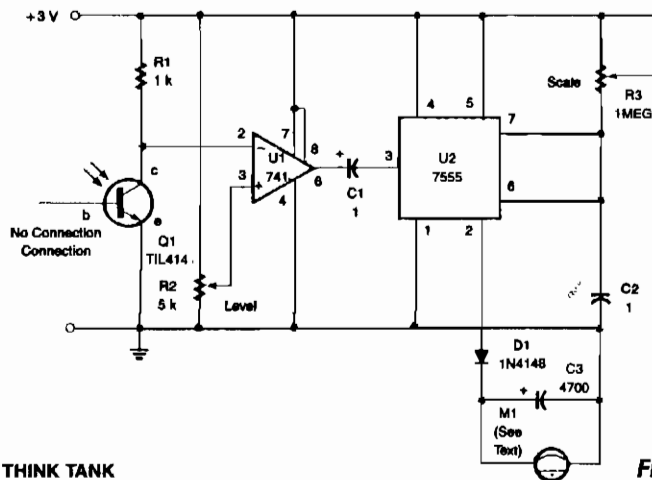 +3 V
R1
1 k
c
b
e
No Connection
Connection
Q1
TIL414
R2
5 k
Level
2
3
U1
741
7
8
6
4
+
C1
1
3
4
5
U2
7555
7
6
1
2
Scale
R3
1MEG
C2
1
D1
1N4148
C3
4700
+
M1
(See
Text)
THINK TANK